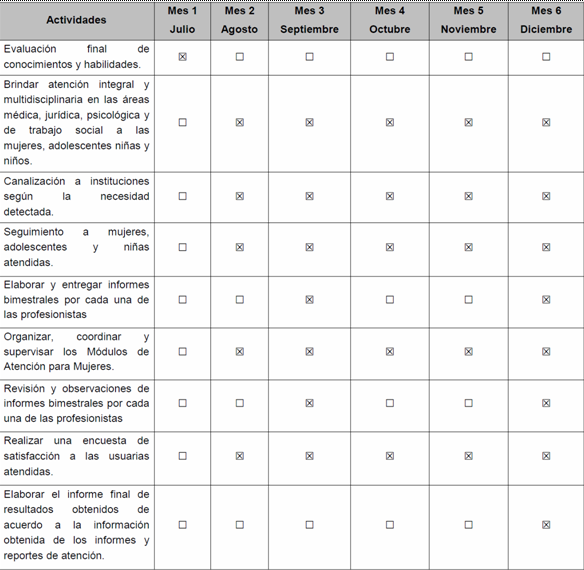 Actividades
Mes 1 Mes 2 Mes 3 Mes 4 Mes 5 Mes 6
Julio Agosto Septiembre Octubre Noviembre Diciembre
Evaluación final de
conocimientos y habilidades.
☒ ☐ ☐ ☐ ☐ ☐
Brindar atención integral y
multidisciplinaria en las áreas
médica, jurídica, psicológica y
de trabajo social a las
mujeres, adolescentes niñas y
niños.
☐ ☒ ☒ ☒ ☒ ☒
Canalización a instituciones
según la necesidad
detectada.
☐ ☒ ☒ ☒ ☒ ☒
Seguimiento a mujeres,
adolescentes y niñas
atendidas.
☐ ☒ ☒ ☒ ☒ ☒
Elaborar y entregar informes
bimestrales por cada una de
las profesionistas
☐ ☐ ☒ ☐ ☐ ☒
Organizar, coordinar y
supervisar los Módulos de
Atención para Mujeres.
☐ ☒ ☒ ☒ ☒ ☒
Revisión y observaciones de
informes bimestrales por cada
una de las profesionistas
☐ ☐ ☒ ☐ ☐ ☒
Realizar una encuesta de
satisfacción a las usuarias
atendidas.
☐ ☒ ☒ ☒ ☒ ☒
Elaborar el informe final de
resultados obtenidos de
acuerdo a la información
obtenida de los informes y
reportes de atención.
☐ ☐ ☐ ☐ ☐ ☒